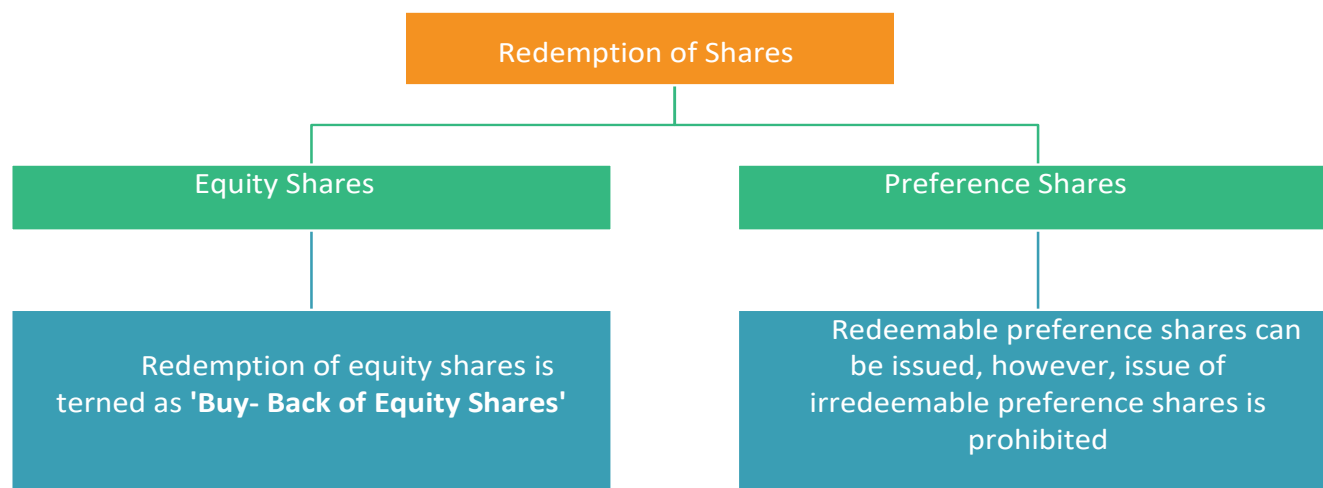 Redemption of Shares
Equity Shares
Preference Shares
Redemption of equity shares is
terned as 'Buy- Back of Equity Shares'
Redeemable preference shares can
be issued, however, issue of
irredeemable preference shares is
prohibited